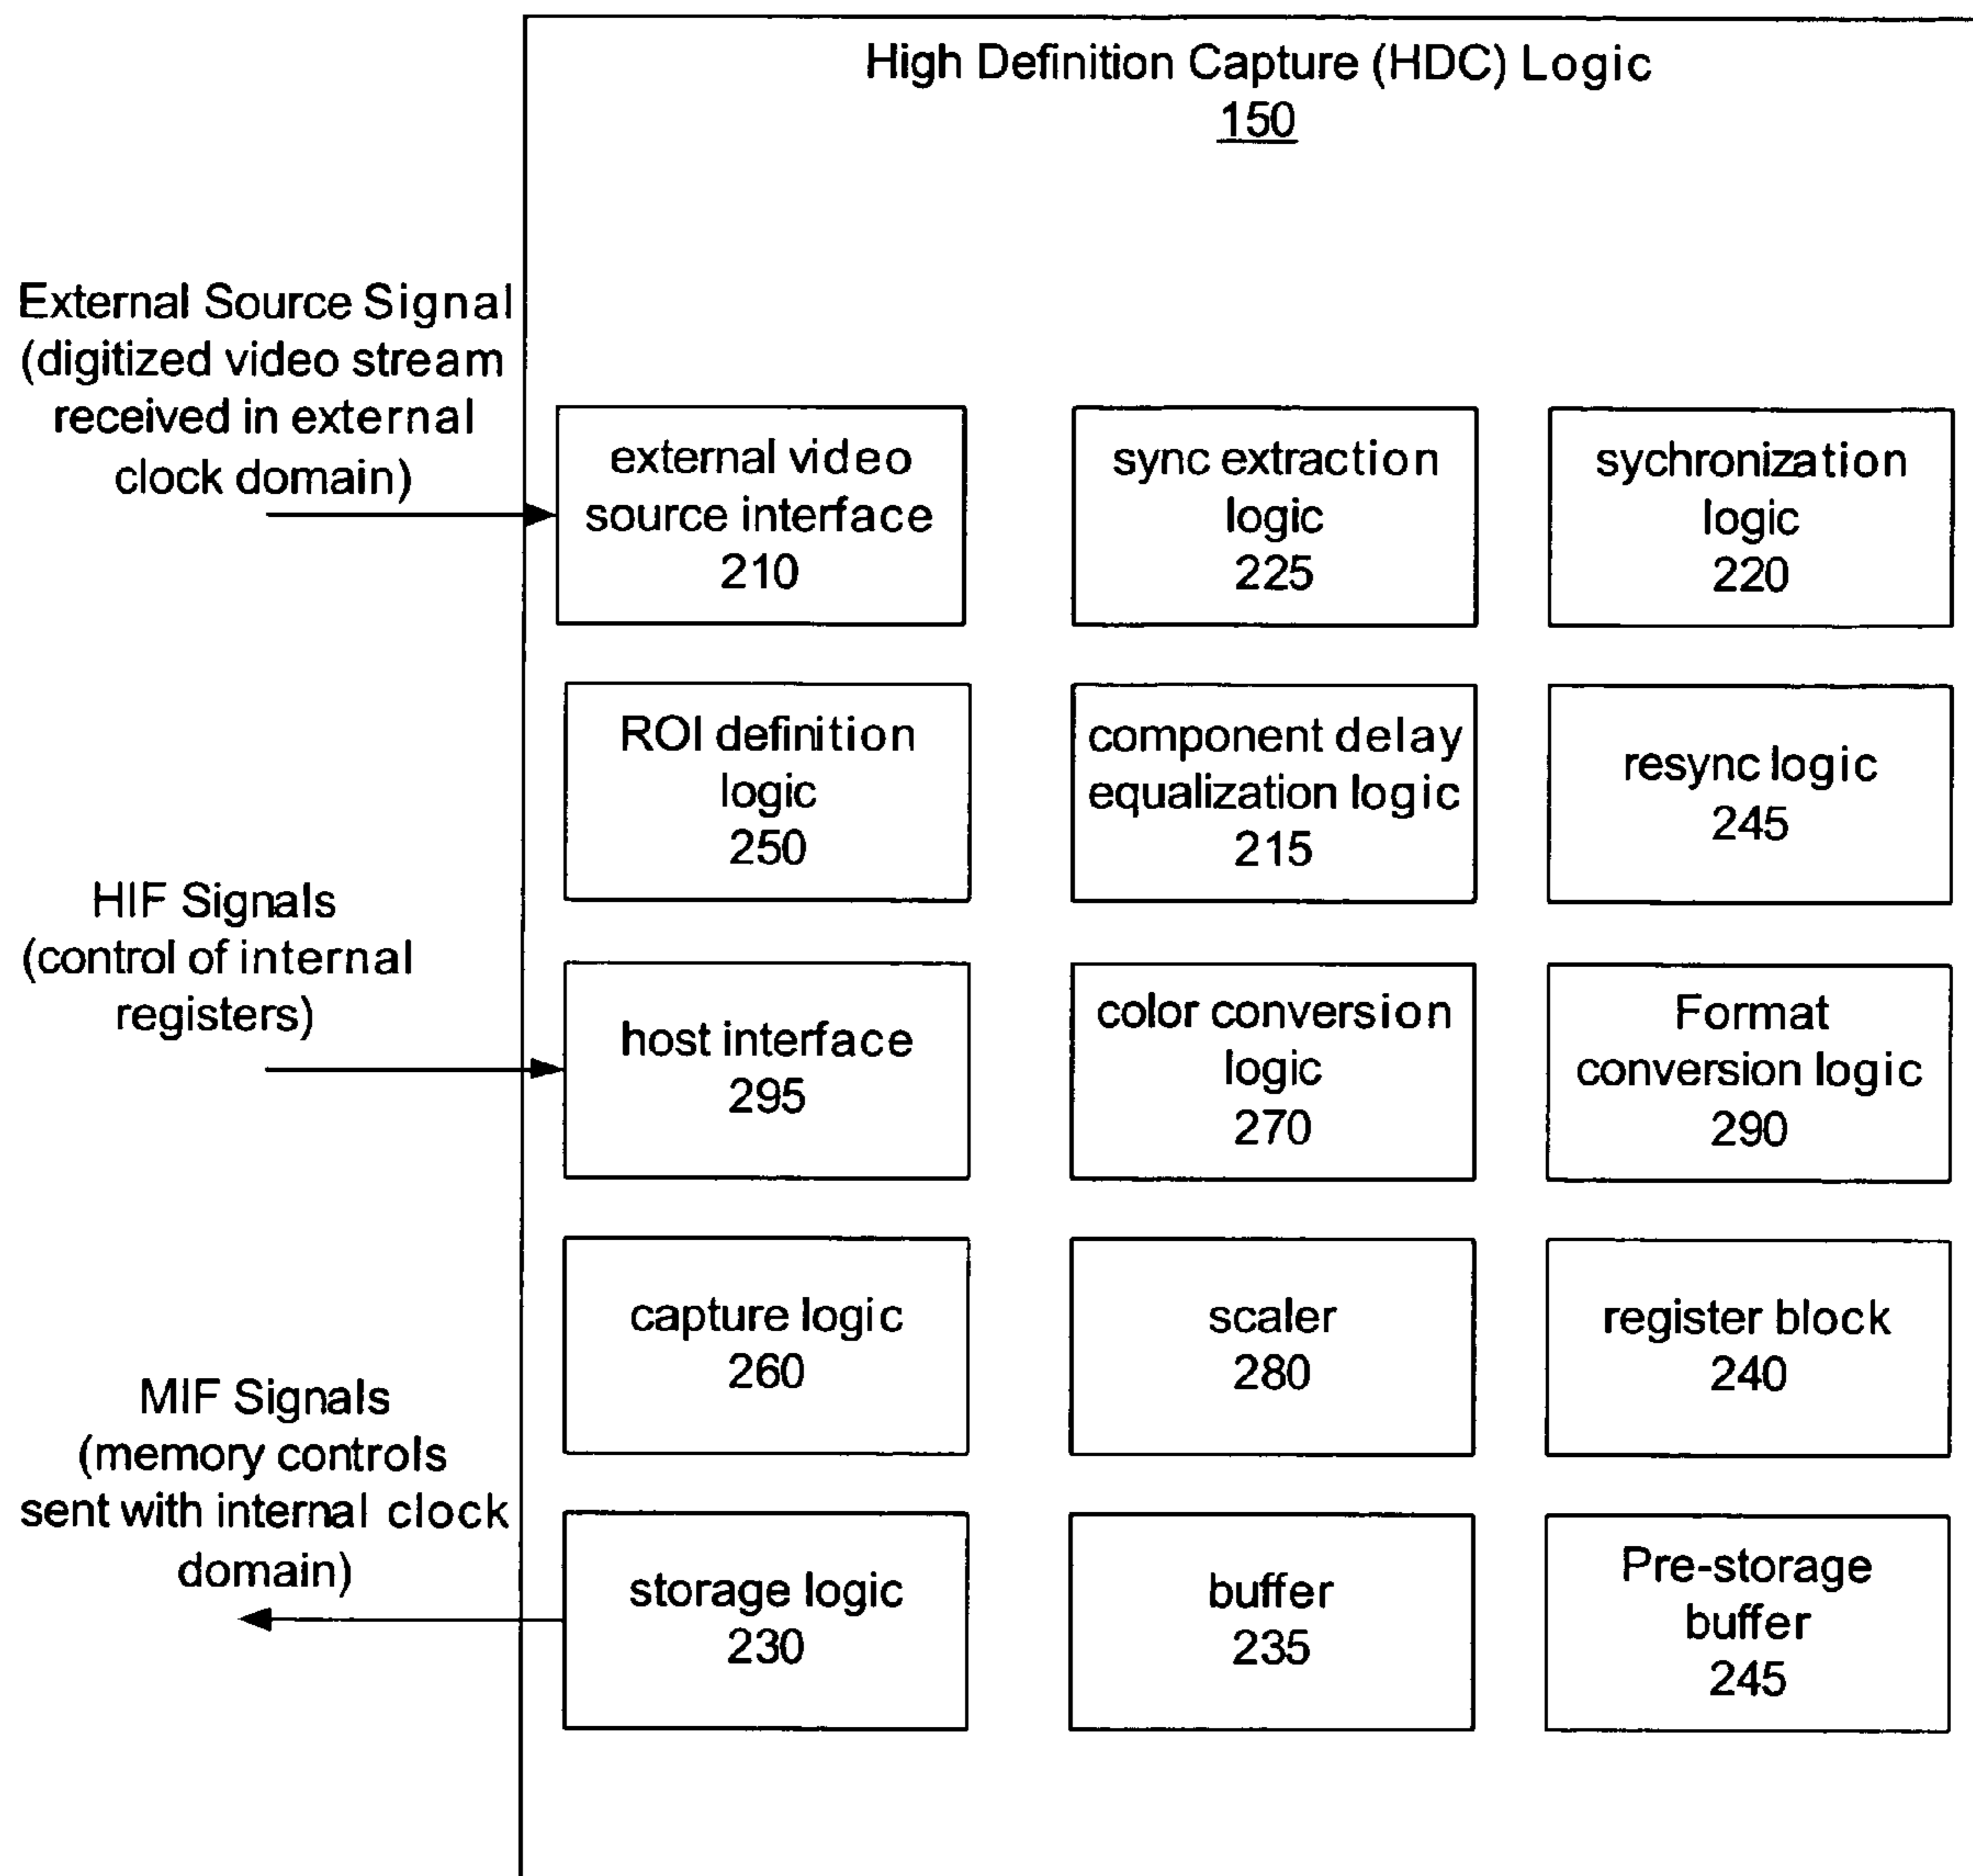 High Definition Capture (HDC) Logic
150
External Source Signal
(digitized video stream
received in external
clock domain)
external video
source interface
210
sync extraction
logic
225
sychronization
logic
220
ROI definition
logic
250
component delay
equalization logic
215
resync logic
245
HIF Signals
(control of internal
registers)
host interface
295
color conversion
logic
270
Format
conversion logic
290
capture logic
260
scaler
280
register block
240
MIF Signals
(memory controls
sent with internal clock
domain)
storage logic
230
buffer
235
Pre-storage
buffer
245